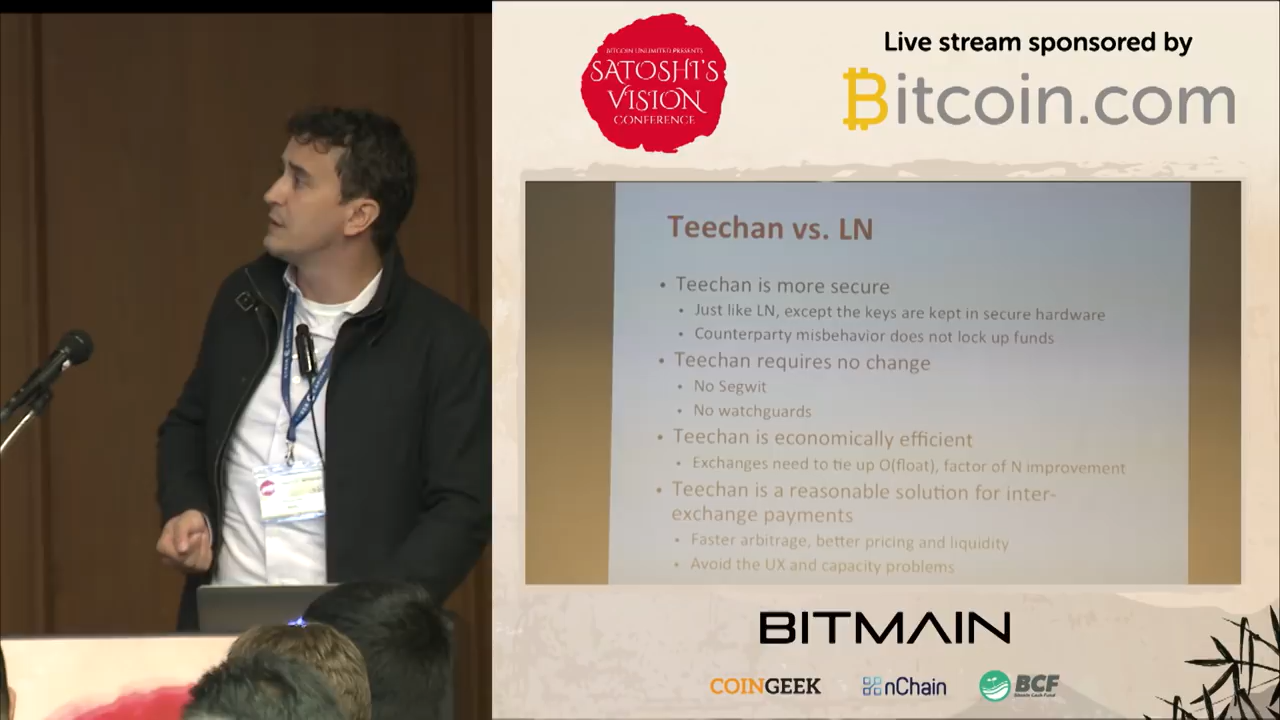 BITCOIN UNLIMITED PRESENTS
SATOSHI'S
VISION
CONFERENCE
Live stream sponsored by
Bitcoin.com
Teechan vs. LN
• Teechan is more secure
• Just like LN, except the keys are kept in secure hardware
• Counterparty misbehavior does not lock up funds
• Teechan requires no change
• No Segwit
• No watchguards
• Teechan is economically efficient
• Exchanges need to tie up O(float), factor of N improvement
• Teechan is a reasonable solution for inter-
exchange payments
• Faster arbitrage, better pricing and liquidity
• Avoid the UX and capacity problems
BITMAIN
COINGEEK
nChain
BCF